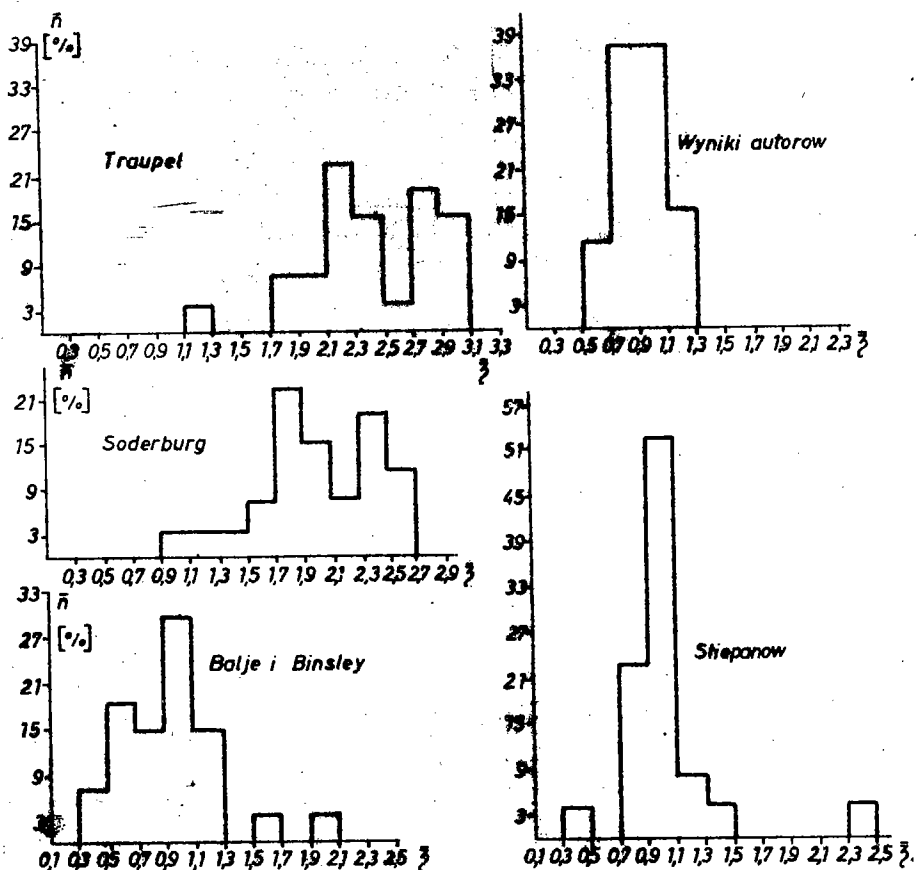 n̄
[%]
39
33
27
21
15
9
3
Traupel
0,3 0,5 0,7 0,9 1,1 1,3 1,5 1,7 2,1 2,3 2,5 2,7 2,9 3,1 3,3
39
33
27
21
15
9
3
Wyniki autorow
0,3 0,5 0,7 0,9 1,1 1,3 1,5 1,7 1,9 2,1 2,3
n̄
[%]
21
15
9
3
Soderburg
0,3 0,5 0,7 0,9 1,1 1,3 1,5 1,7 1,9 2,1 2,3 2,5 2,7 2,9
n̄
[%]
33
27
21
15
9
3
Balje i Binsley
0,1 0,3 0,5 0,7 0,9 1,1 1,3 1,5 1,7 1,9 2,1 2,3 2,5
57
51
45
39
33
27
21
15
9
3
Stiepanow
0,1 0,3 0,5 0,7 0,9 1,1 1,3 1,5 1,7 1,9 2,1 2,3 2,5